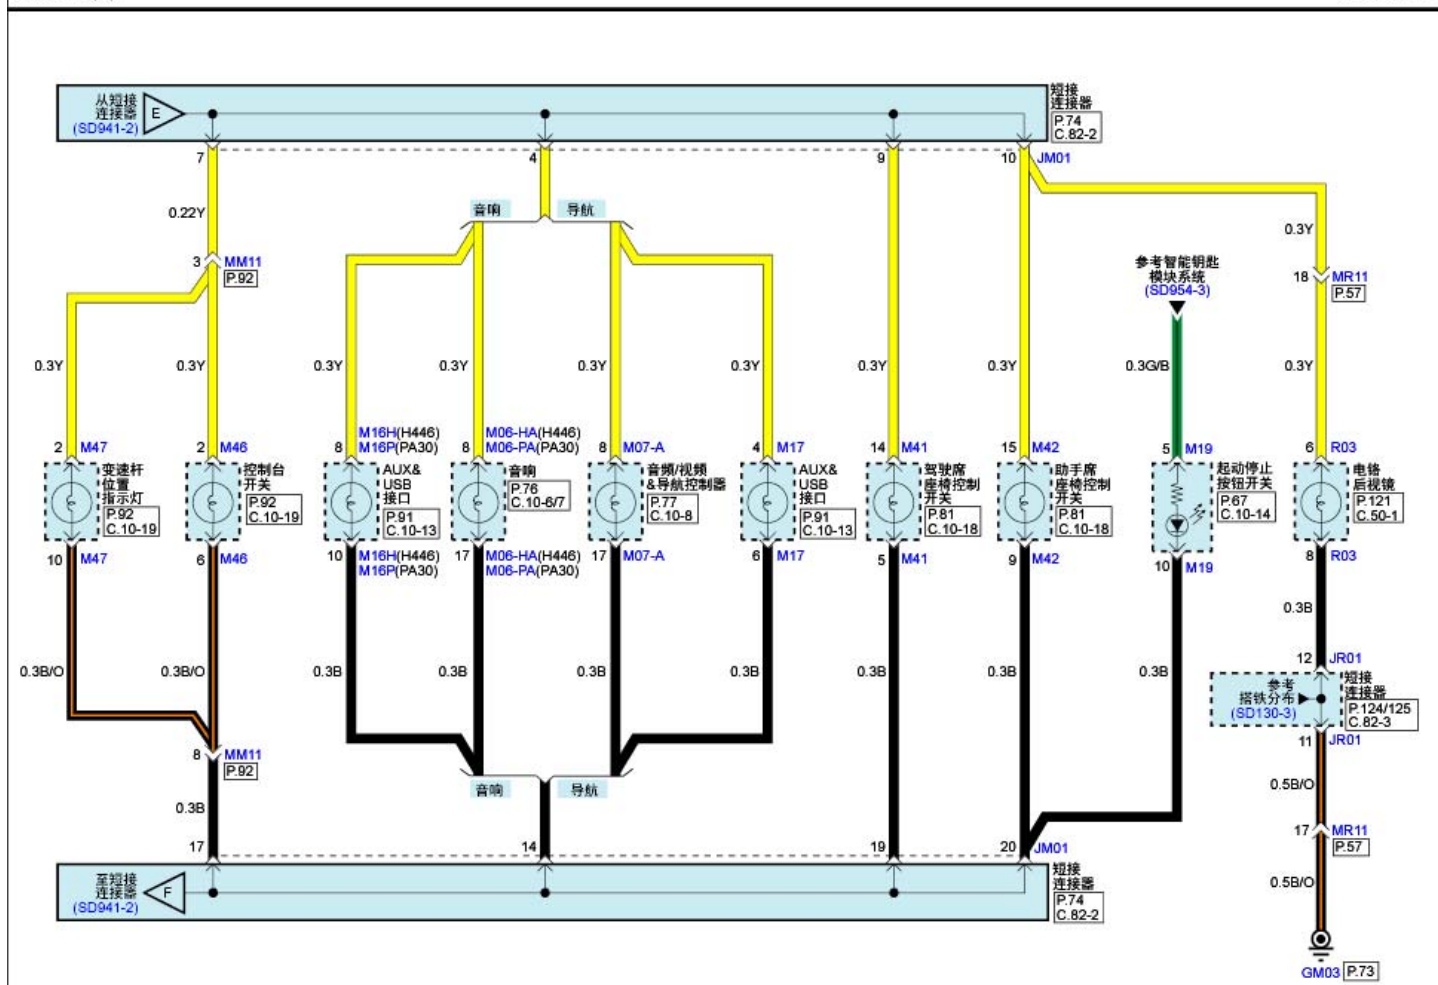 从短接
连接器
(SD941-2)
E
短接
连接器
P.74
C.82-2
7
4
9
10
JM01
音响
导航
0.22Y
0.3Y
3
MM11
P.92
参考智能钥匙
模块系统
(SD954-3)
18
MR11
P.57
0.3Y
0.3Y
0.3Y
0.3Y
0.3Y
0.3Y
0.3Y
0.3Y
0.3G/B
0.3Y
2
M47
2
M46
8
M16H(H446)
M16P(PA30)
8
M06-HA(H446)
M06-PA(PA30)
8
M07-A
4
M17
14
M41
15
M42
5
M19
6
R03
变速杆
位置
指示灯
P.92
C.10-19
控制台
开关
P.92
C.10-19
AUX&
USB
接口
P.91
C.10-13
音响
P.76
C.10-6/7
音频/视频
&导航控制器
P.77
C.10-8
AUX&
USB
接口
P.91
C.10-13
驾驶席
座椅控制
开关
P.81
C.10-18
助手席
座椅控制
开关
P.81
C.10-18
起动停止
按钮开关
P.67
C.10-14
电铬
后视镜
P.121
C.50-1
10
M47
6
M46
10
M16H(H446)
M16P(PA30)
17
M06-HA(H446)
M06-PA(PA30)
17
M07-A
6
M17
5
M41
9
M42
10
M19
8
R03
0.3B
0.3B/O
0.3B/O
0.3B
0.3B
0.3B
0.3B
0.3B
0.3B
0.3B
12
JR01
参考
搭铁分布
(SD130-3)
短接
连接器
P.124/125
C.82-3
11
JR01
8
MM11
P.92
音响
导航
0.5B/O
0.3B
17
MR11
P.57
17
14
19
20
JM01
至短接
连接器
(SD941-2)
F
短接
连接器
P.74
C.82-2
0.5B/O
GM03
P.73